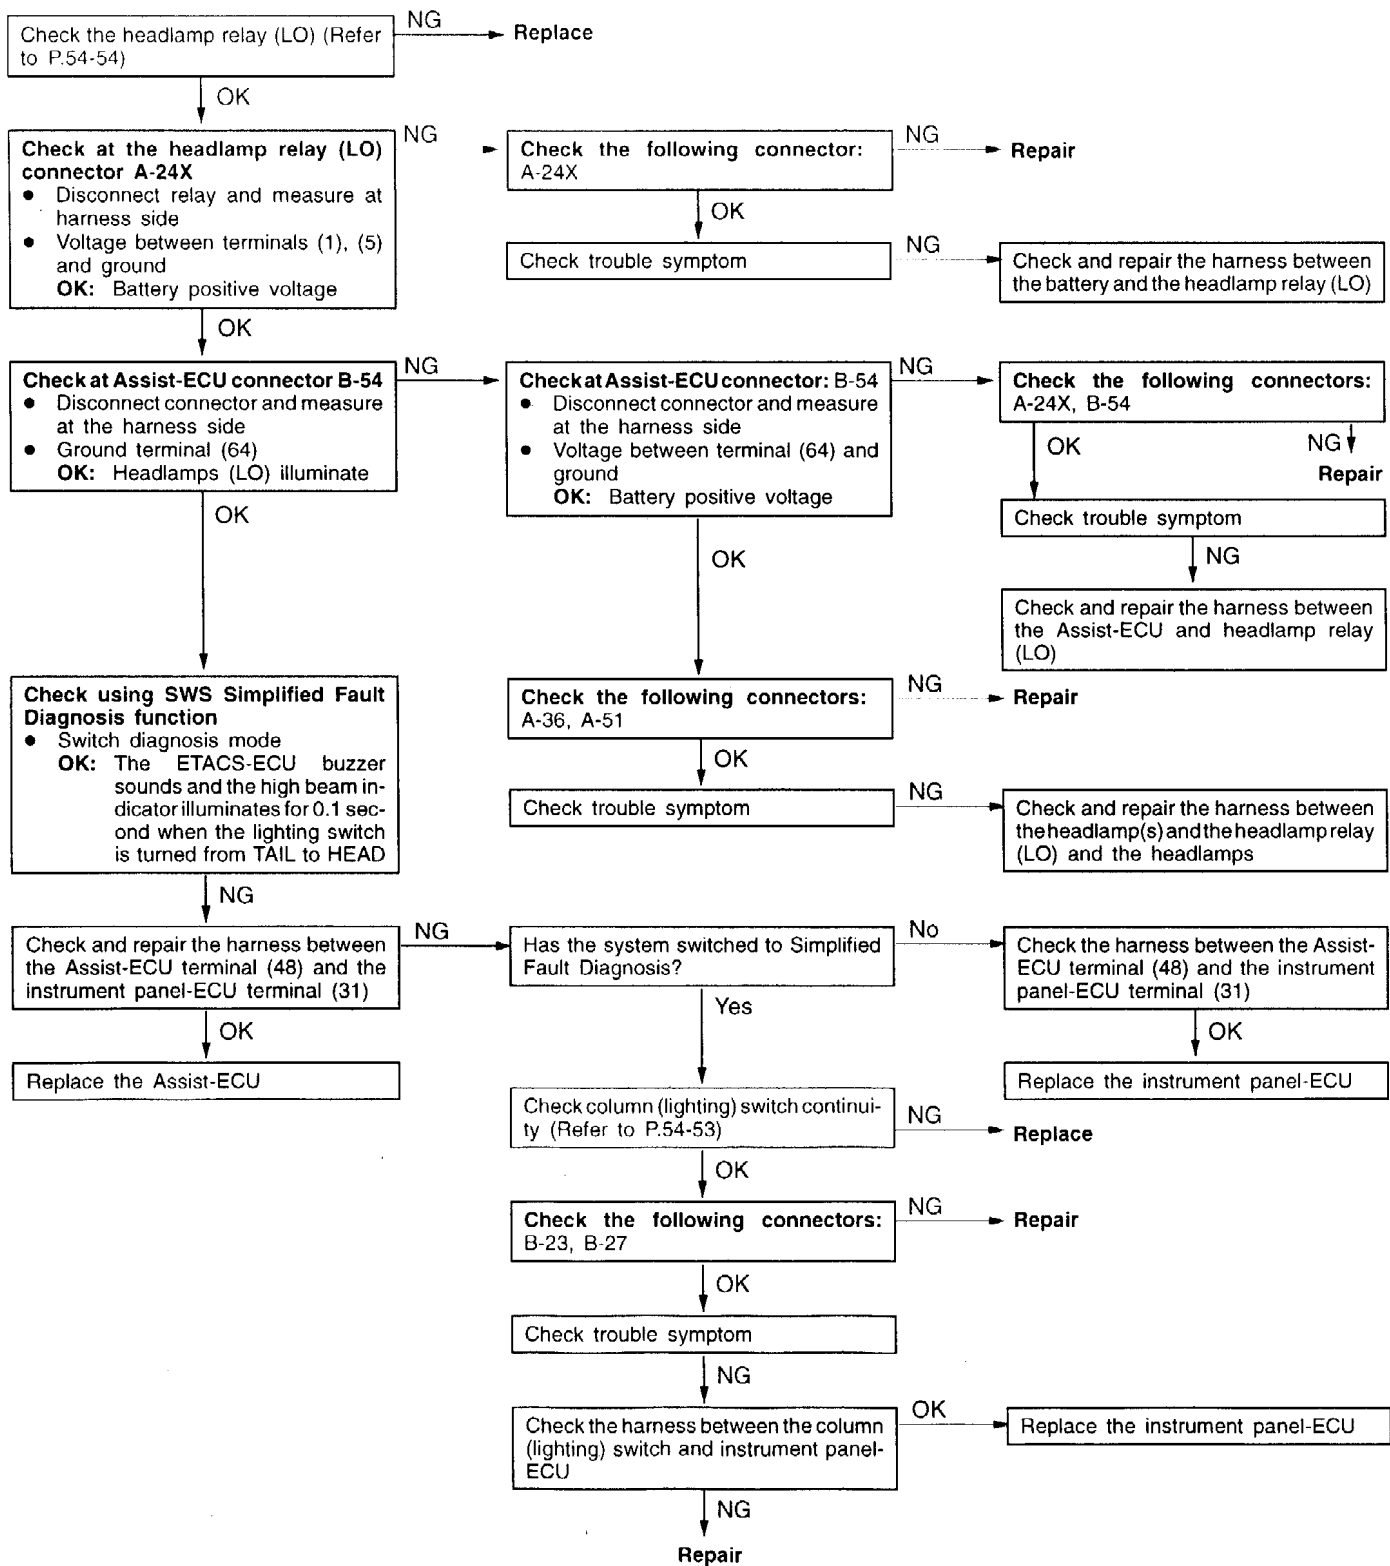 Check the headlamp relay (LO) (Refer
to P.54-54)
NG
Replace
OK
Check at the headlamp relay (LO)
connector A-24X
● Disconnect relay and measure at
harness side
● Voltage between terminals (1), (5)
and ground
OK: Battery positive voltage
NG
Check the following connector:
A-24X
NG
Repair
OK
Check trouble symptom
NG
Check and repair the harness between
the battery and the headlamp relay (LO)
OK
Check at Assist-ECU connector B-54
● Disconnect connector and measure
at the harness side
● Ground terminal (64)
OK: Headlamps (LO) illuminate
NG
Check at Assist-ECU connector: B-54
● Disconnect connector and measure
at the harness side
● Voltage between terminal (64) and
ground
OK: Battery positive voltage
NG
Check the following connectors:
A-24X, B-54
OK
NG
Repair
Check trouble symptom
NG
Check and repair the harness between
the Assist-ECU and headlamp relay
(LO)
OK
OK
Check the following connectors:
A-36, A-51
NG
Repair
OK
Check trouble symptom
NG
Check and repair the harness between
the headlamp(s) and the headlamp relay
(LO) and the headlamps
Check using SWS Simplified Fault
Diagnosis function
● Switch diagnosis mode
OK: The ETACS-ECU buzzer
sounds and the high beam in-
dicator illuminates for 0.1 sec-
ond when the lighting switch
is turned from TAIL to HEAD
NG
Check and repair the harness between
the Assist-ECU terminal (48) and the
instrument panel-ECU terminal (31)
NG
Has the system switched to Simplified
Fault Diagnosis?
No
Check the harness between the Assist-
ECU terminal (48) and the instrument
panel-ECU terminal (31)
OK
Replace the Assist-ECU
Yes
OK
Replace the instrument panel-ECU
Check column (lighting) switch continui-
ty (Refer to P.54-53)
NG
Replace
OK
Check the following connectors:
B-23, B-27
NG
Repair
OK
Check trouble symptom
NG
Check the harness between the column
(lighting) switch and instrument panel-
ECU
OK
Replace the instrument panel-ECU
NG
Repair